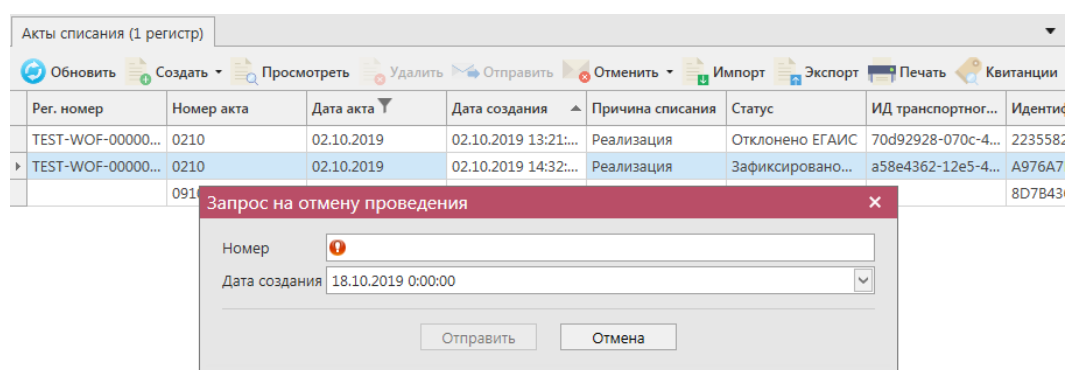 Акты списания (1 регистр)
Обновить Создать Просмотреть Удалить Отправить Отменить Импорт Экспорт Печать Квитанции
Рег. номер Номер акта Дата акта Дата создания Причина списания Статус ИД транспортног... Идентиф
TEST-WOF-00000... 0210 02.10.2019 02.10.2019 13:21:... Реализация Отклонено ЕГАИС 70d92928-070c-4... 2235582
TEST-WOF-00000... 0210 02.10.2019 02.10.2019 14:32:... Реализация Зафиксировано... a58e4362-12e5-4... A976A7
091 8D7B43
Запрос на отмену проведения
Номер
Дата создания 18.10.2019 0:00:00
Отправить Отмена